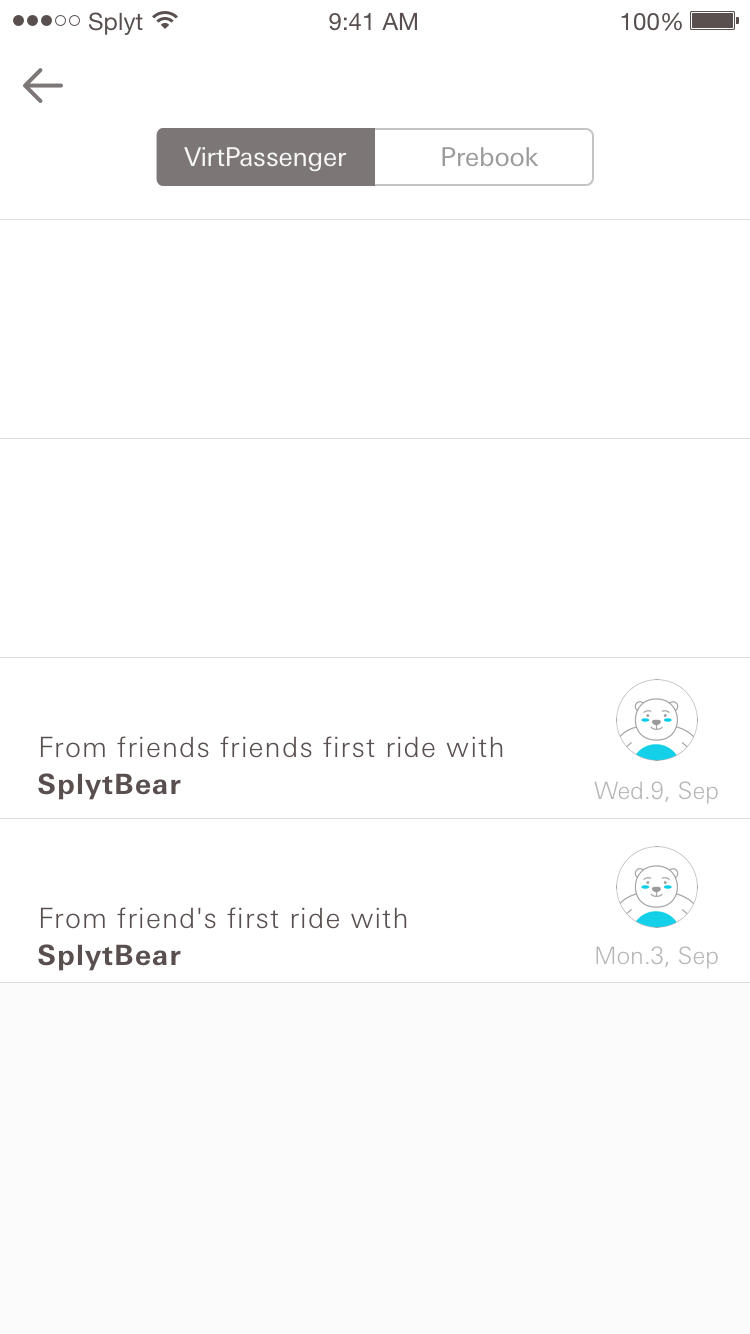 Splyt 9:41 AM 100%
VirtPassenger Prebook
From friends friends first ride with
SplytBear
Wed.9, Sep
From friend's first ride with
SplytBear
Mon.3, Sep